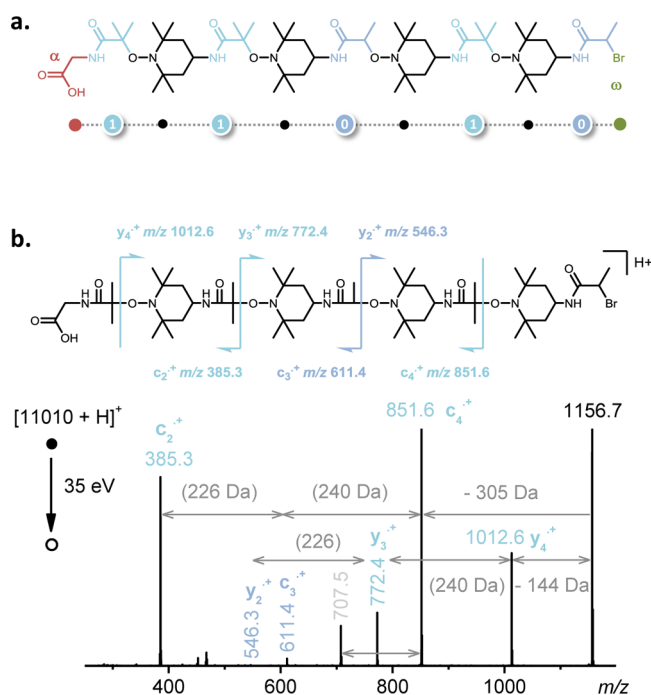 a.
O
NH
O
N
O
NH
O
N
O
NH
O
N
O
NH
O
N
O
NH
Br
α
O
OH
ω
1 1 0 1 0
b.
y4·+ m/z 1012.6 y3·+ m/z 772.4 y2·+ m/z 546.3
H+
O H N O O N H N O O N H N O O N H N O O N NH O Br
O OH
c2·+ m/z 385.3 c3·+ m/z 611.4 c4·+ m/z 851.6
[11010 + H]+
35 eV
c2·+
385.3
851.6 c4·+
1156.7
(226 Da) (240 Da) - 305 Da
(226)
1012.6 y4·+
(240 Da) - 144 Da
y2·+ 546.3
c3·+ 611.4
707.5
y3·+ 772.4
400 600 800 1000 m/z